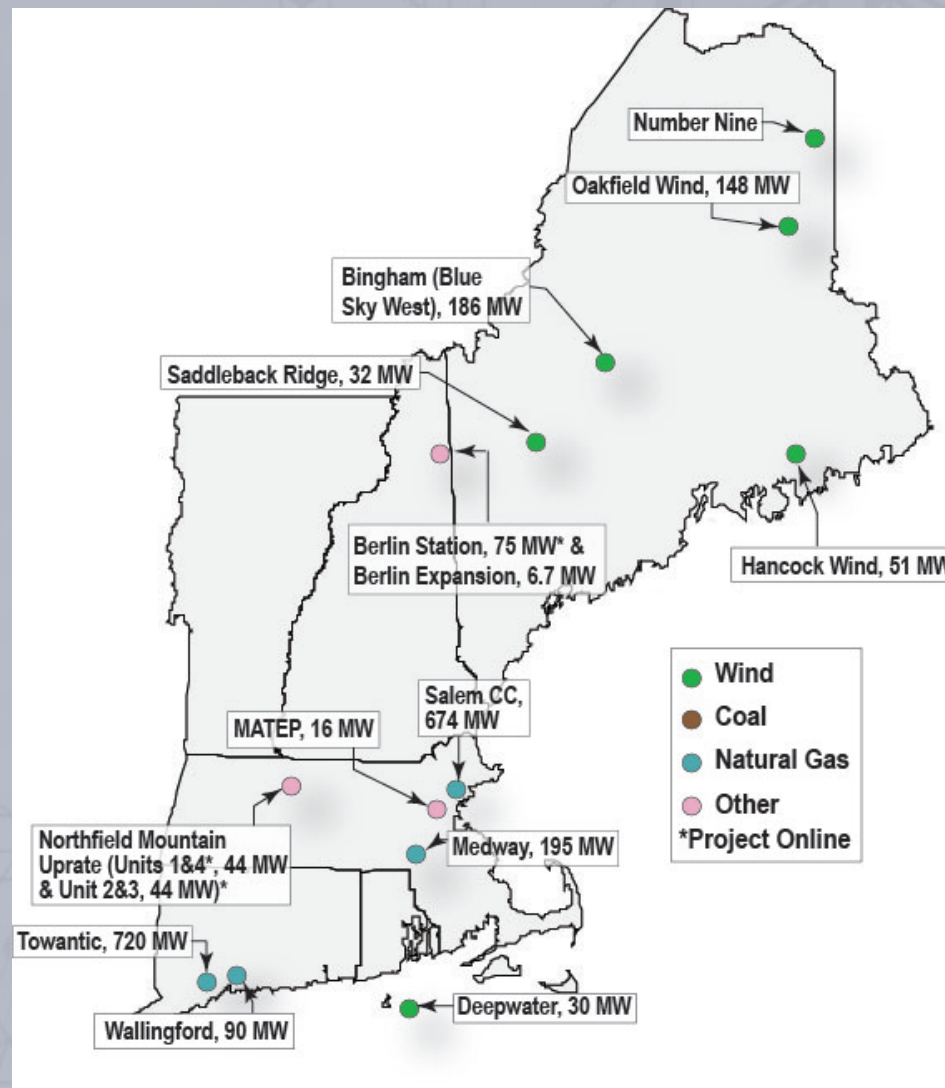 Number Nine
Oakfield Wind, 148 MW
Bingham (Blue
Sky West), 186 MW
Saddleback Ridge, 32 MW
Berlin Station, 75 MW* &
Berlin Expansion, 6.7 MW
Hancock Wind, 51 MW
Wind
Coal
Natural Gas
Other
*Project Online
Salem CC,
674 MW
MATEP, 16 MW
Northfield Mountain
Uprate (Units 1&4*, 44 MW
& Unit 2&3, 44 MW)*
Medway, 195 MW
Towantic, 720 MW
Wallingford, 90 MW
Deepwater, 30 MW